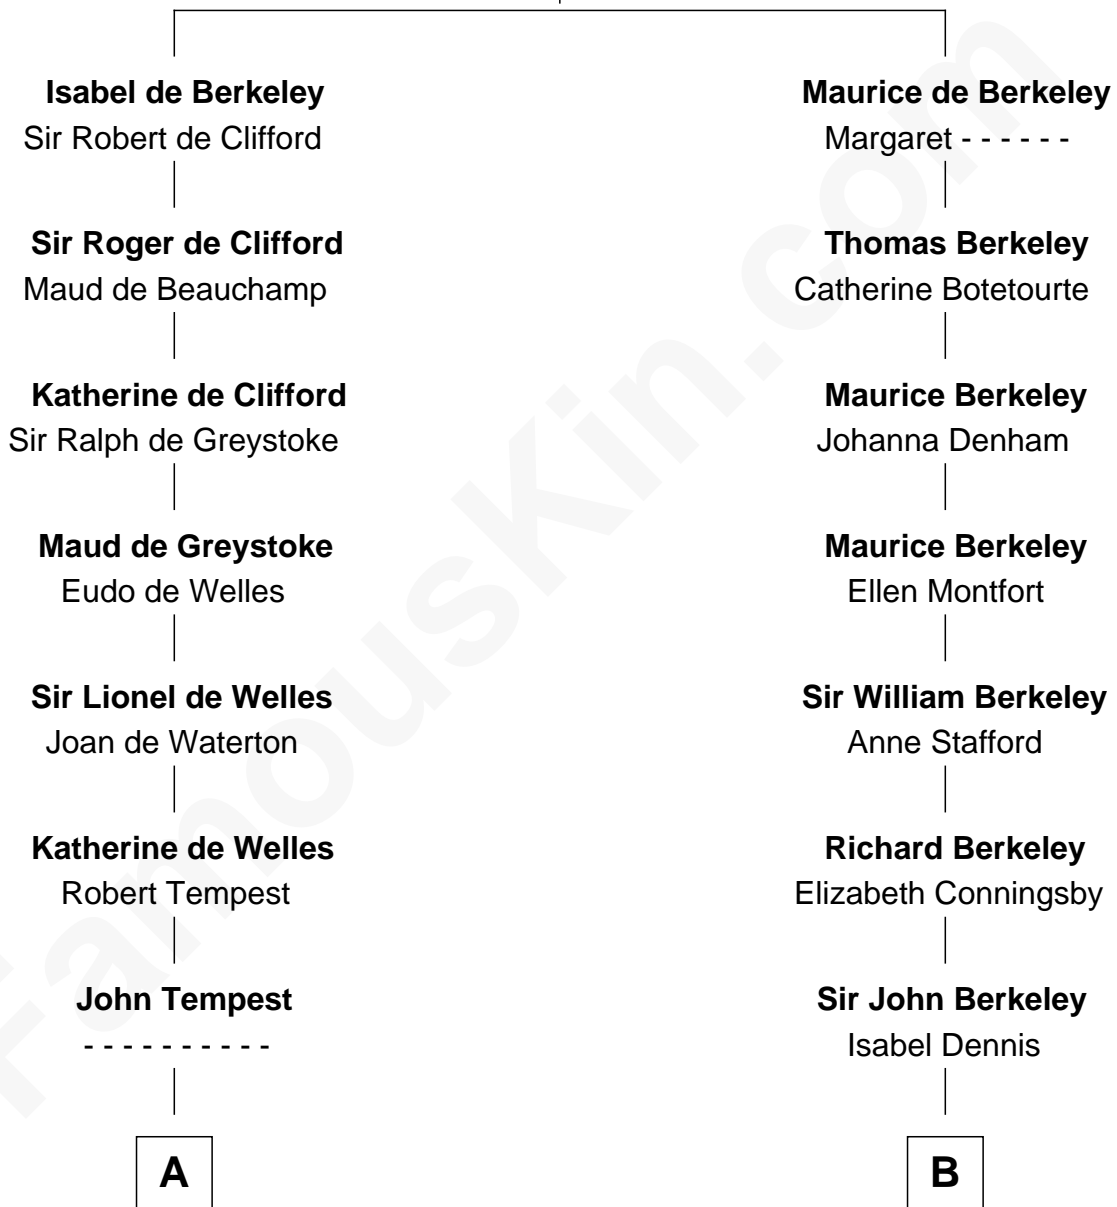 Isabel de Berkeley
Sir Robert de Clifford
Sir Roger de Clifford
Maud de Beauchamp
Katherine de Clifford
Sir Ralph de Greystoke
Maud de Greystoke
Eudo de Welles
Sir Lionel de Welles
Joan de Waterton
Katherine de Welles
Robert Tempest
John Tempest
- - - - - - - - - -
A
Maurice de Berkeley
Margaret - - - - - -
Thomas Berkeley
Catherine Botetourte
Maurice Berkeley
Johanna Denham
Maurice Berkeley
Ellen Montfort
Sir William Berkeley
Anne Stafford
Richard Berkeley
Elizabeth Conningsby
Sir John Berkeley
Isabel Dennis
B
FamousKin.com